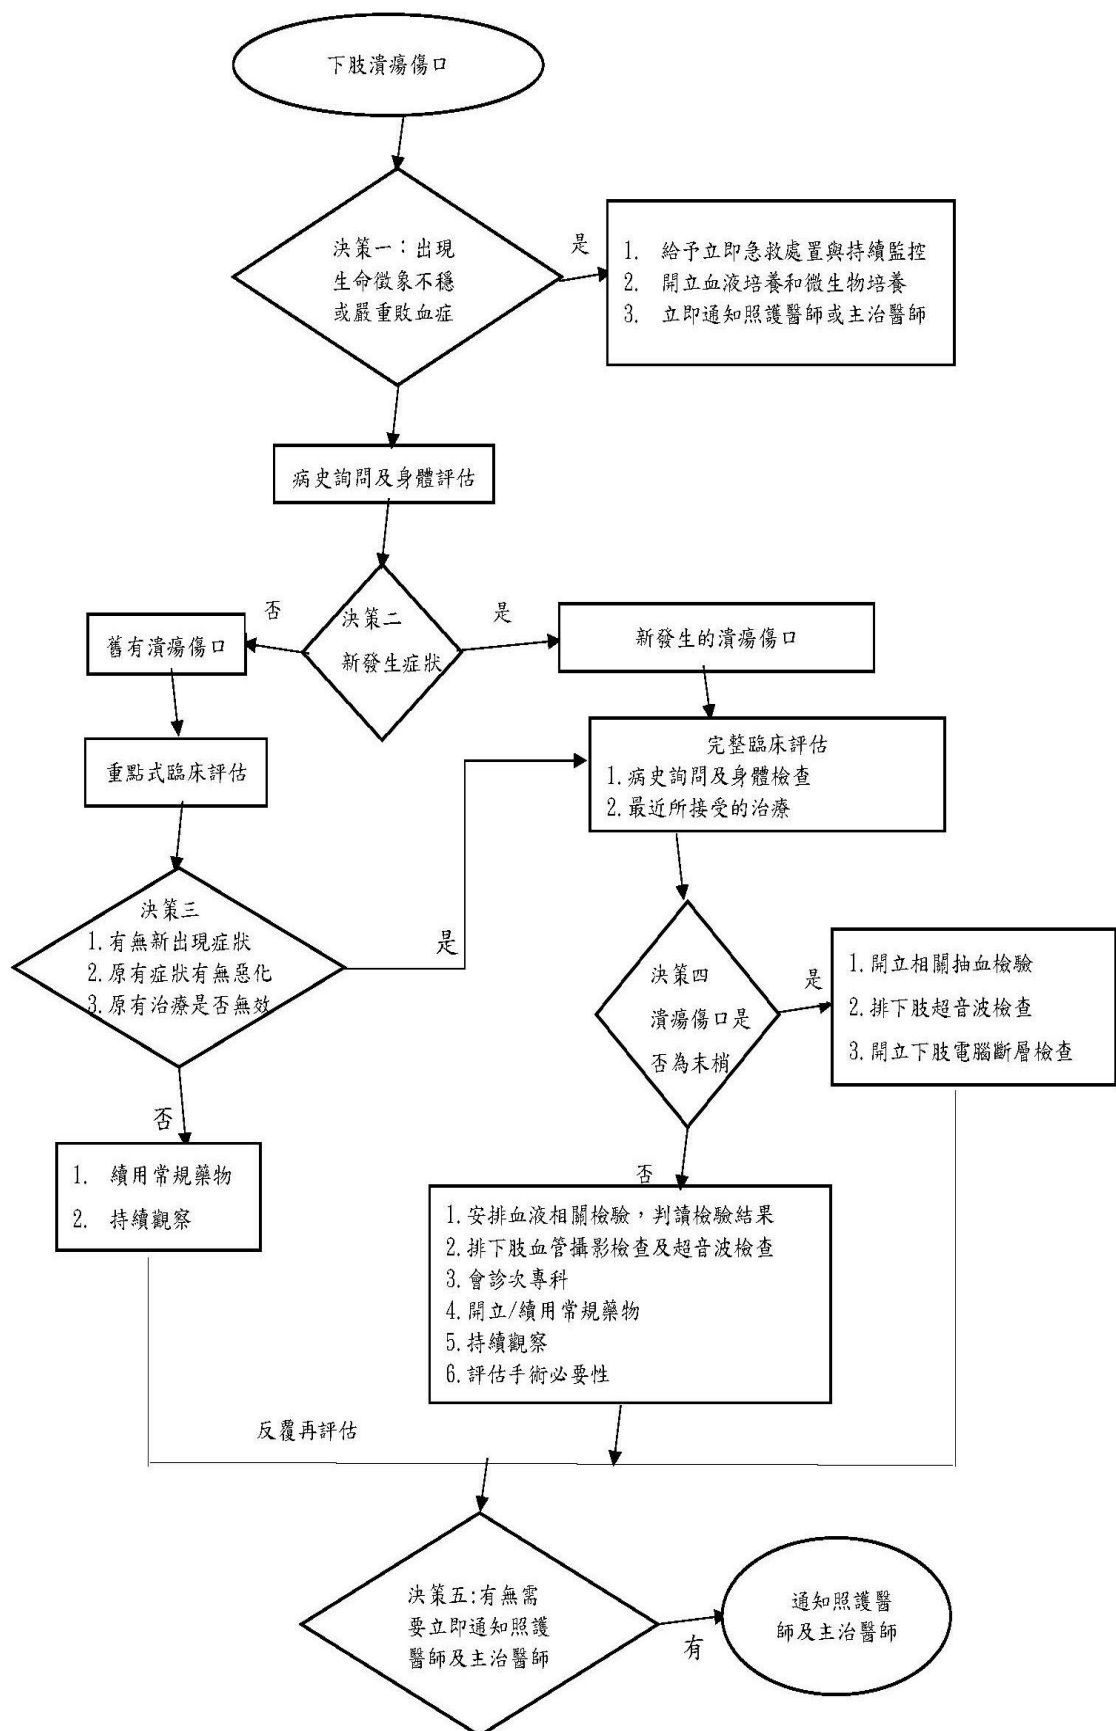 下肢潰瘍傷口
決策一：出現
生命徵象不穩
或嚴重敗血症
是
1. 給予立即急救處置與持續監控
2. 開立血液培養和微生物培養
3. 立即通知照護醫師或主治醫師
病史詢問及身體評估
決策二
新發生症狀
否
是
舊有潰瘍傷口
新發生的潰瘍傷口
重點式臨床評估
完整臨床評估
1.病史詢問及身體檢查
2.最近所接受的治療
決策三
1.有無新出現症狀
2.原有症狀有無惡化
3.原有治療是否無效
是
否
1. 續用常規藥物
2. 持續觀察
決策四
潰瘍傷口是
否為末梢
是
1.開立相關抽血檢驗
2.排下肢超音波檢查
3.開立下肢電腦斷層檢查
否
1.安排血液相關檢驗，判讀檢驗結果
2.排下肢血管攝影檢查及超音波檢查
3.會診次專科
4.開立/續用常規藥物
5.持續觀察
6.評估手術必要性
反覆再評估
決策五:有無需
要立即通知照護
醫師及主治醫師
有
通知照護醫
師及主治醫師